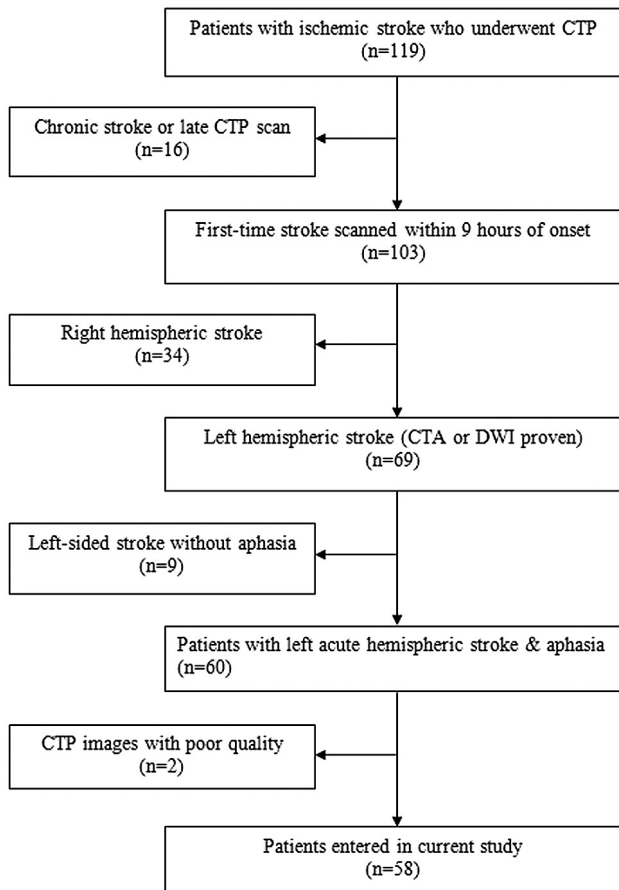 Patients with ischemic stroke who underwent CTP
(n=119)
Chronic stroke or late CTP scan
(n=16)
First-time stroke scanned within 9 hours of onset
(n=103)
Right hemispheric stroke
(n=34)
Left hemispheric stroke (CTA or DWI proven)
(n=69)
Left-sided stroke without aphasia
(n=9)
Patients with left acute hemispheric stroke & aphasia
(n=60)
CTP images with poor quality
(n=2)
Patients entered in current study
(n=58)